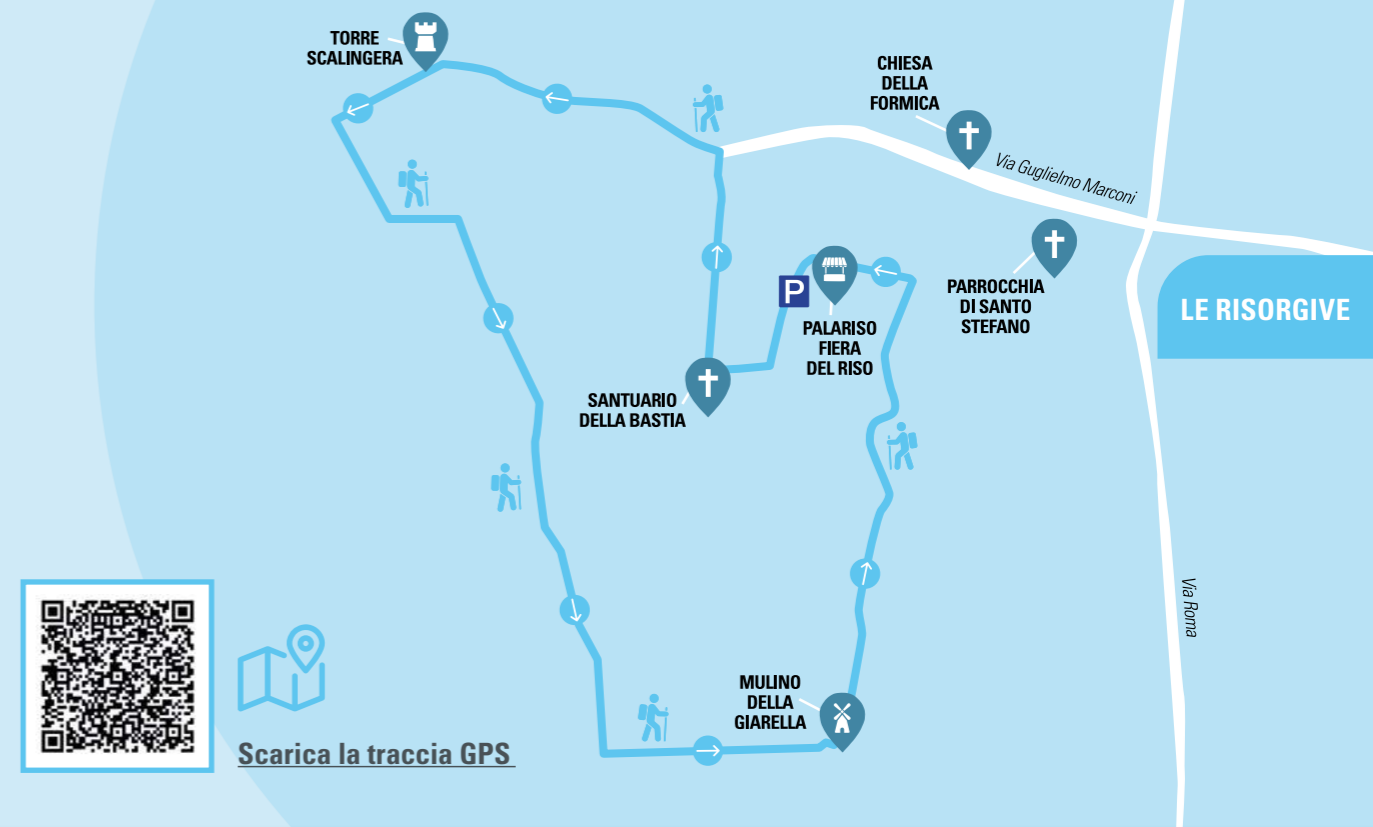 TORRE
SCALINGERA
CHIESA
DELLA
FORMICA
Via Guglielmo Marconi
PARROCCHIA
DI SANTO
STEFANO
LE RISORGIVE
P
PALARISO
FIERA
DEL RISO
SANTUARIO
DELLA BASTIA
Via Roma
MULINO
DELLA
GIARELLA
Scarica la traccia GPS